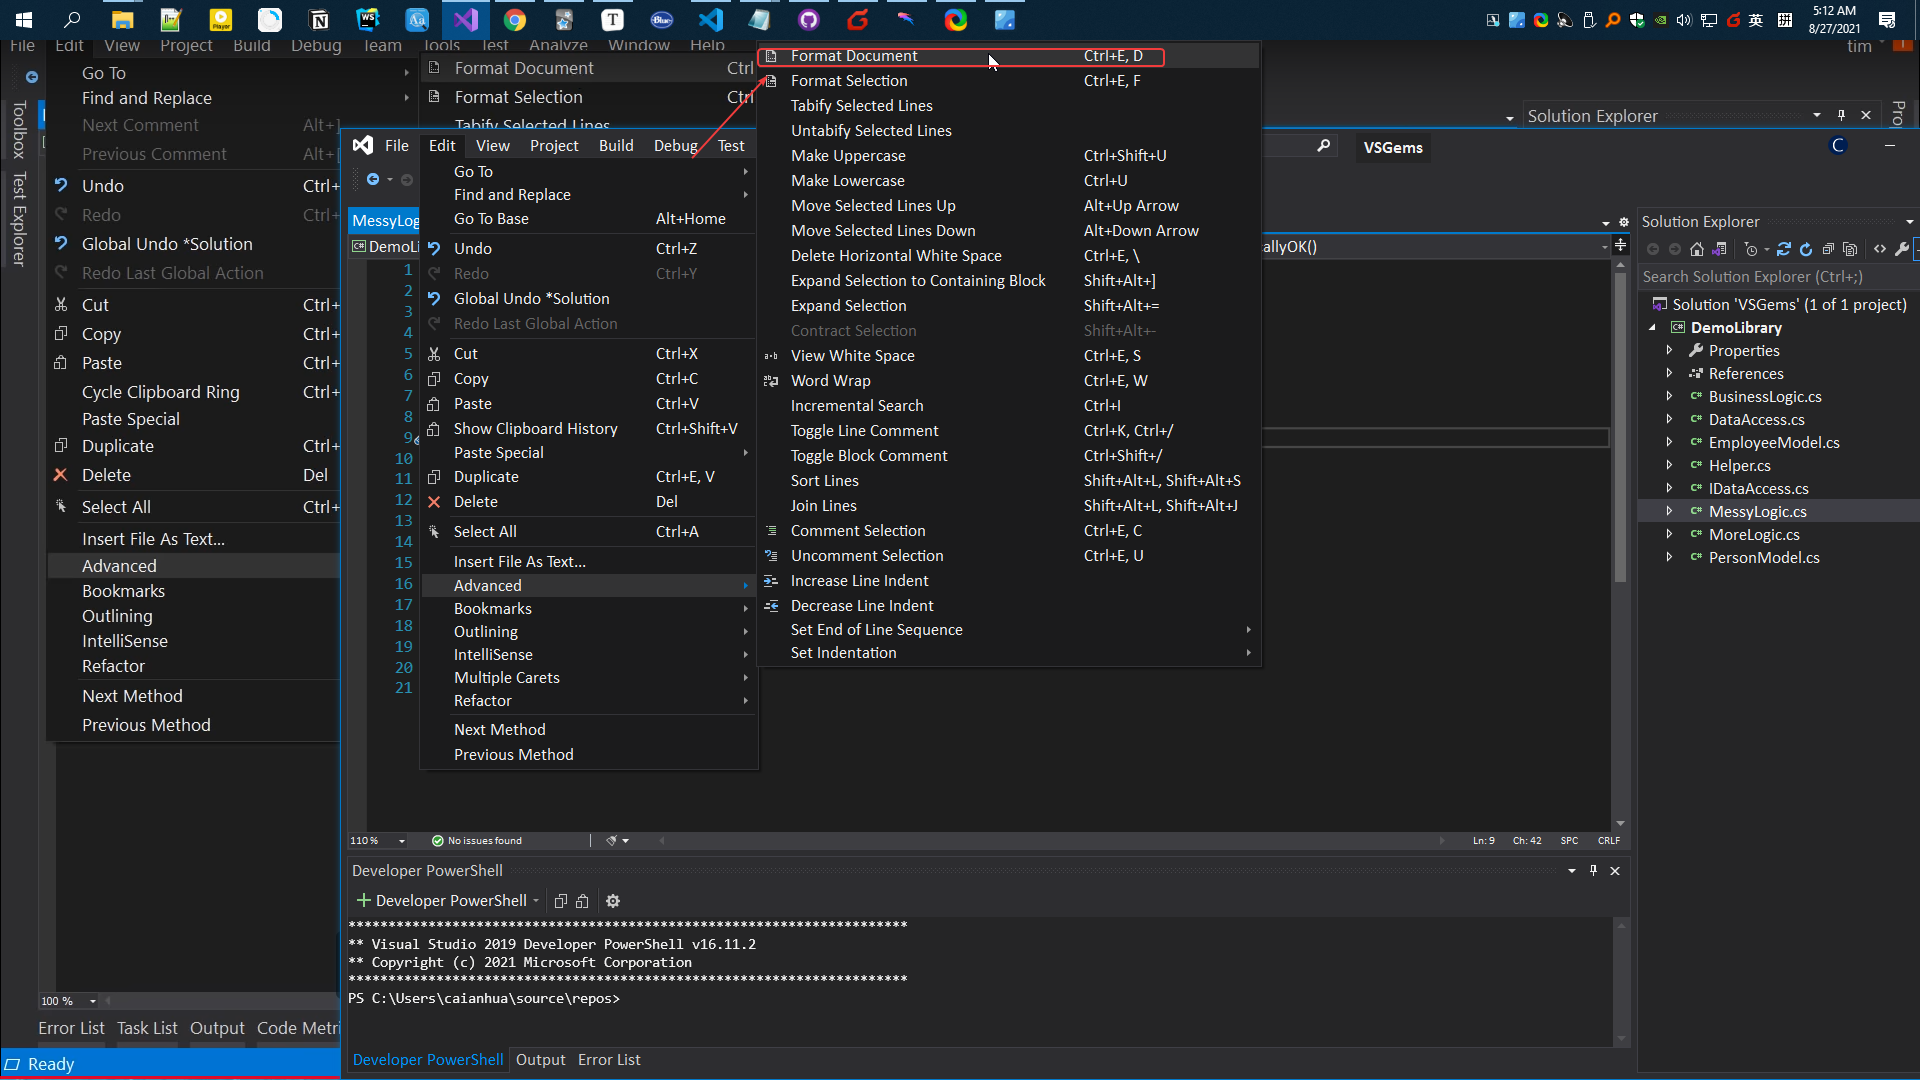 5:12 AM
8/27/2021
英
拼
File Edit View Project Build Debug Team Tools Test Analyze Window Help
tim
Toolbox
Test Explorer
Go To
Find and Replace
Next Comment Alt+]
Previous Comment Alt+[
Undo Ctrl+
Redo Ctrl+
Global Undo *Solution
Redo Last Global Action
Cut Ctrl+
Copy Ctrl+
Paste Ctrl+
Cycle Clipboard Ring Ctrl+
Paste Special
Duplicate Ctrl+
Delete Del
Select All Ctrl+
Insert File As Text...
Advanced
Bookmarks
Outlining
IntelliSense
Refactor
Next Method
Previous Method
100 %
Error List Task List Output Code Metri
Ready
Format Document Ctrl
Format Selection Ctrl
Tabify Selected Lines
Solution Explorer
File Edit View Project Build Debug Test
VSGems
C
MessyLog
DemoLi
allyOK()
1
2
3
4
5
6
7
8
9
10
11
12
13
14
15
16
17
18
19
20
21
Go To
Find and Replace
Go To Base Alt+Home
Undo Ctrl+Z
Redo Ctrl+Y
Global Undo *Solution
Redo Last Global Action
Cut Ctrl+X
Copy Ctrl+C
Paste Ctrl+V
Show Clipboard History Ctrl+Shift+V
Paste Special
Duplicate Ctrl+E, V
Delete Del
Select All Ctrl+A
Insert File As Text...
Advanced
Bookmarks
Outlining
IntelliSense
Multiple Carets
Refactor
Next Method
Previous Method
Format Document Ctrl+E, D
Format Selection Ctrl+E, F
Tabify Selected Lines
Untabify Selected Lines
Make Uppercase Ctrl+Shift+U
Make Lowercase Ctrl+U
Move Selected Lines Up Alt+Up Arrow
Move Selected Lines Down Alt+Down Arrow
Delete Horizontal White Space Ctrl+E, \
Expand Selection to Containing Block Shift+Alt+]
Expand Selection Shift+Alt+=
Contract Selection Shift+Alt+-
View White Space Ctrl+E, S
Word Wrap Ctrl+E, W
Incremental Search Ctrl+I
Toggle Line Comment Ctrl+K, Ctrl+/
Toggle Block Comment Ctrl+Shift+/
Sort Lines Shift+Alt+L, Shift+Alt+S
Join Lines Shift+Alt+L, Shift+Alt+J
Comment Selection Ctrl+E, C
Uncomment Selection Ctrl+E, U
Increase Line Indent
Decrease Line Indent
Set End of Line Sequence
Set Indentation
Solution Explorer
Search Solution Explorer (Ctrl+;)
Solution 'VSGems' (1 of 1 project)
DemoLibrary
Properties
References
BusinessLogic.cs
DataAccess.cs
EmployeeModel.cs
Helper.cs
IDataAccess.cs
MessyLogic.cs
MoreLogic.cs
PersonModel.cs
110 % No issues found Ln: 9 Ch: 42 SPC CRLF
Developer PowerShell
Developer PowerShell
**********************************************************************
** Visual Studio 2019 Developer PowerShell v16.11.2
** Copyright (c) 2021 Microsoft Corporation
**********************************************************************
PS C:\Users\caianhua\source\repos>
Developer PowerShell Output Error List